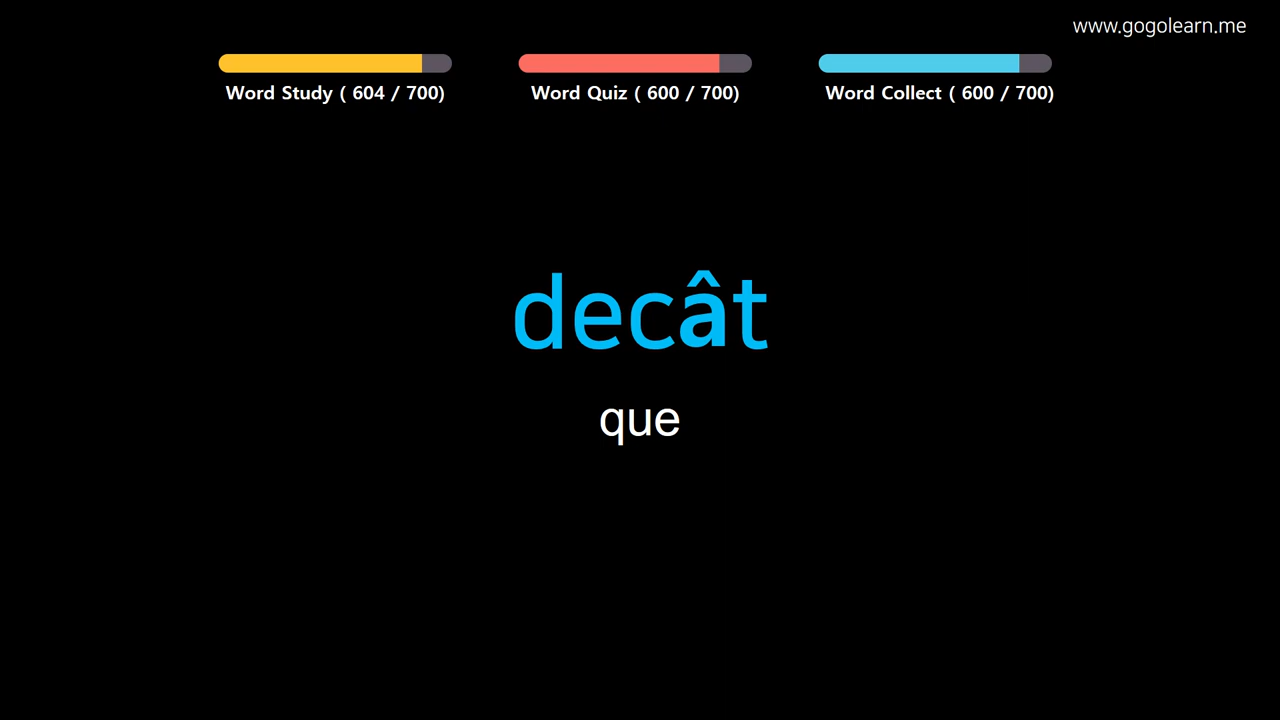 www.gogolearn.me
Word Study ( 604 / 700)
Word Quiz ( 600 / 700)
Word Collect ( 600 / 700)
decât
que